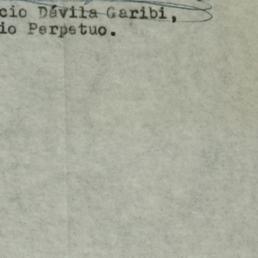 cio Dávila Garibi,
io Perpetuo.